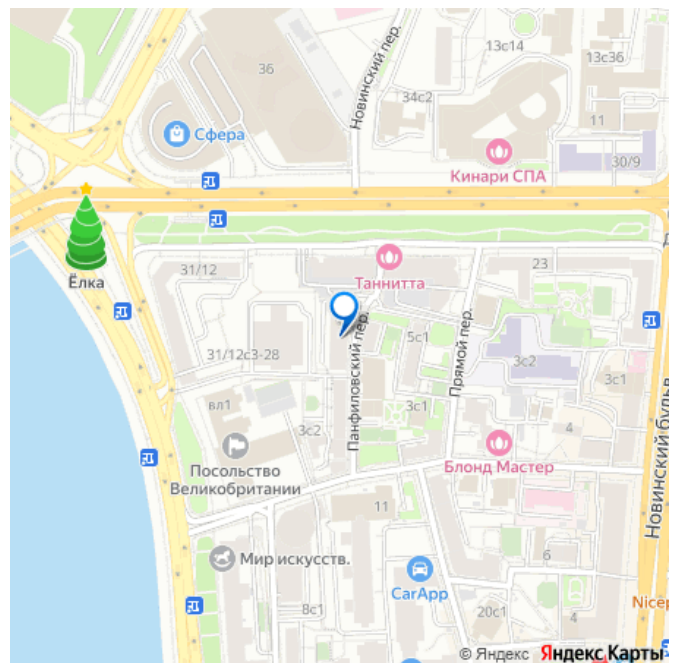 Новинский пер.
13с14
13с36
36
34с2
11
Сфера
30/9
Кинари СПА
Ёлка
31/12
Таннитта
23
31/12с3-28
Панфиловский пер.
5с1
Прямой пер.
3с2
3с1
вл1
3с2
3с1
4
Новинский бульв
Посольство
Великобритании
Блонд Мастер
11
Мир искусств.
6
CarApp
8с1
20с1
4
Nicep
© Яндекс Яндекс Карты